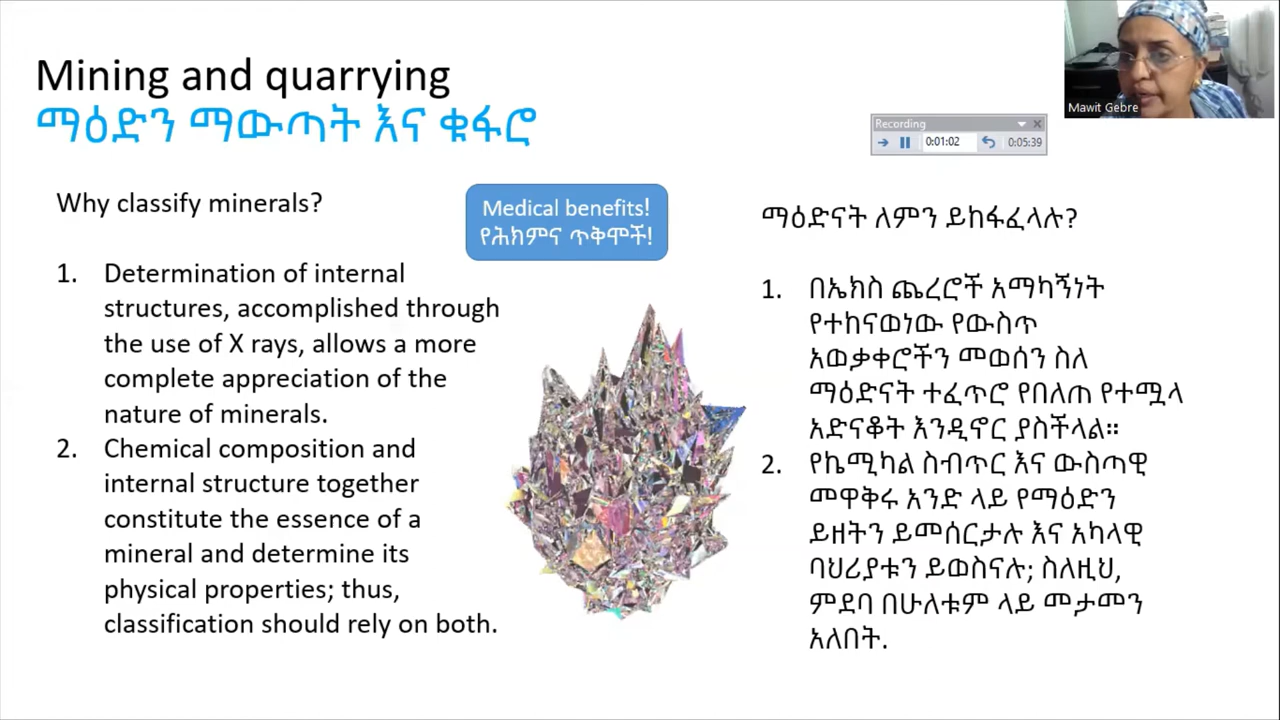 Mining and quarrying
ማዕድን ማውጣት እና ቁፋሮ
Mawit Gebre
Recording
0:01:02
0:05:39
Why classify minerals?
1. Determination of internal
structures, accomplished through
the use of X rays, allows a more
complete appreciation of the
nature of minerals.
2. Chemical composition and
internal structure together
constitute the essence of a
mineral and determine its
physical properties; thus,
classification should rely on both.
Medical benefits!
የሕክምና ጥቅሞች!
ማዕድናት ለምን ይከፋፈላሉ?
1. በኤክስ ጨረሮች አማካኝነት
የተከናወነው የውስጥ
አወቃቀሮችን መወሰን ስለ
ማዕድናት ተፈጥሮ የበለጠ የተሟላ
አድናቆት እንዲኖር ያስችላል።
2. የኬሚካል ስብጥር እና ውስጣዊ
መዋቅሩ አንድ ላይ የማዕድን
ይዘትን ይመሰርታሉ እና አካላዊ
ባህሪያቱን ይወስናሉ; ስለዚህ,
ምደባ በሁለቱም ላይ መታመን
አለበት.